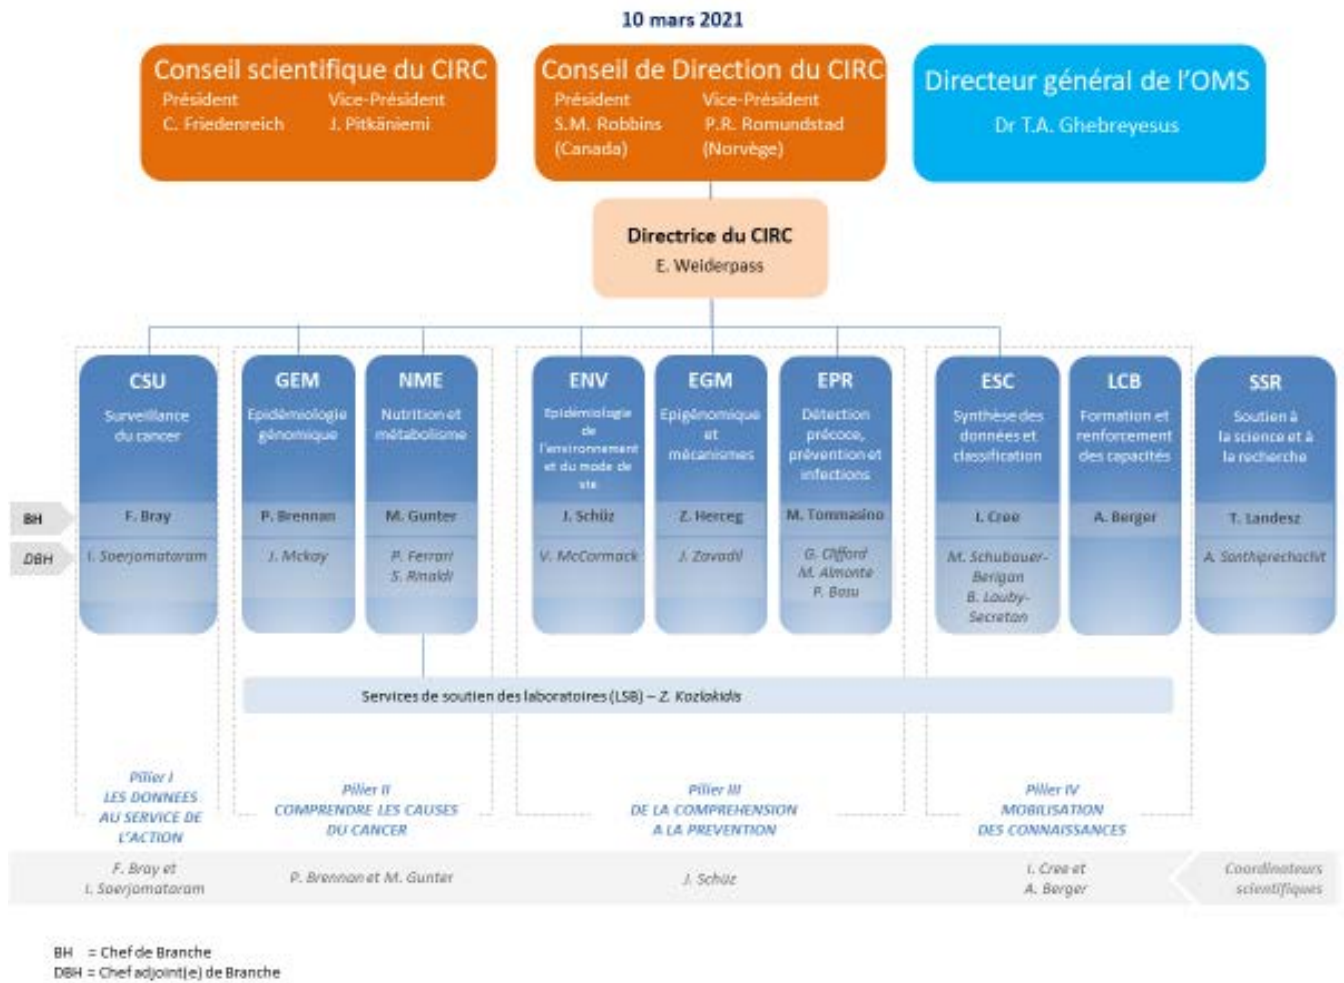 10 mars 2021
Conseil scientifique du CIRC
Président
Vice-Président
C. Friedenreich
J. Pitkäniemi
Conseil de Direction du CIRC
Président
Vice-Président
S.M. Robbins
P.R. Romundstad
(Canada)
(Norvège)
Directeur général de l'OMS
Dr T.A. Ghebreyesus
Directrice du CIRC
E. Weiderpass
CSU
Surveillance
du cancer
GEM
Epidémiologie
génomique
NME
Nutrition et
métabolisme
ENV
Epidémiologie
de
l'environnement
et du mode de
vie
EGM
Epigénomique
et
mécanismes
EPR
Détection
précoce,
prévention et
infections
ESC
Synthèse des
données et
classification
LCB
Formation et
renforcement
des capacités
SSR
Soutien à
la science et à
la recherche
BH
F. Bray
P. Brennan
M. Gunter
J. Schüz
Z. Herceg
M. Tommasino
I. Cree
A. Berger
T. Landesz
DBH
I. Soerjomataram
J. Mckay
P. Ferrari
S. Rinaldi
V. McCormack
J. Zavadil
G. Clifford
M. Almonte
P. Basu
M. Schubauer-
Berigan
B. Lauby-
Secretan
A. Santhiprechachit
Services de soutien des laboratoires (LSB) – Z. Kozlakidis
Pilier I
LES DONNEES
AU SERVICE DE
L'ACTION
Pilier II
COMPRENDRE LES CAUSES
DU CANCER
Pilier III
DE LA COMPREHENSION
A LA PREVENTION
Pilier IV
MOBILISATION
DES CONNAISSANCES
F. Bray et
I. Soerjomataram
P. Brennan et M. Gunter
J. Schüz
I. Cree et
A. Berger
Coordinateurs
scientifiques
BH = Chef de Branche
DBH = Chef adjoint(e) de Branche